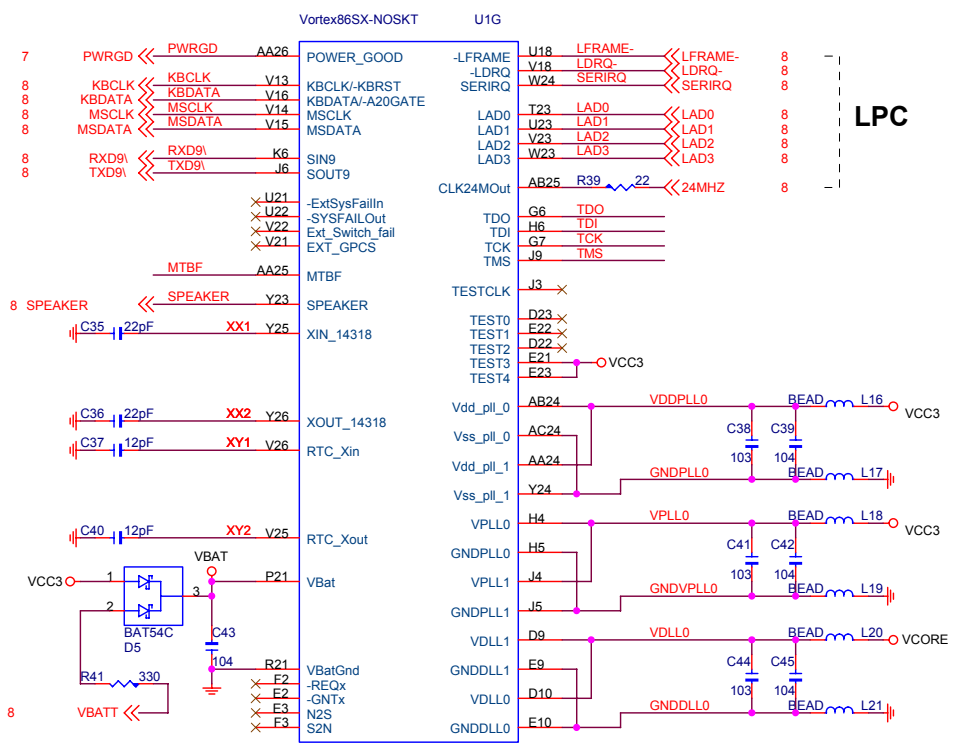 Vortex86SX-NOSKT U1G
7 PWRGD PWRGD AA26 POWER_GOOD
8 KBCLK KBCLK V13 KBCLK/-KBRST
8 KBDATA KBDATA V16 KBDATA/-A20GATE
8 MSCLK MSCLK V14 MSCLK
8 MSDATA MSDATA V15 MSDATA
8 RXD9\ RXD9\ K6 SIN9
8 TXD9\ TXD9\ J6 SOUT9
U21 -ExtSysFailIn
U22 -SYSFAILOut
V22 Ext_Switch_fail
V21 EXT_GPCS
MTBF AA25 MTBF
8 SPEAKER SPEAKER Y23 SPEAKER
C35 22pF XX1 Y25 XIN_14318
C36 22pF XX2 Y26 XOUT_14318
C37 12pF XY1 V26 RTC_Xin
C40 12pF XY2 V25 RTC_Xout
VBAT
VCC3 1 3 P21 VBat
2
BAT54C
D5
C43
104
R21 VBatGnd
R41 330
F2 -REQx
E2 -GNTx
8 VBATT E3 N2S
F3 S2N
-LFRAME U18 LFRAME- LFRAME- 8
-LDRQ V18 LDRQ- LDRQ- 8
SERIRQ W24 SERIRQ SERIRQ 8
LAD0 T23 LAD0 LAD0 8
LAD1 U23 LAD1 LAD1 8
LAD2 V23 LAD2 LAD2 8
LAD3 W23 LAD3 LAD3 8
LPC
CLK24MOut AB25 R39 22 24MHZ 8
TDO G6 TDO
TDI H6 TDI
TCK G7 TCK
TMS J9 TMS
TESTCLK J3
TEST0 D23
TEST1 E22
TEST2 D22
TEST3 E21 VCC3
TEST4 E23
Vdd_pll_0 AB24 VDDPLL0 BEAD L16 VCC3
Vss_pll_0 AC24 C38 C39
Vdd_pll_1 AA24 103 104
Vss_pll_1 Y24 GNDPLL0 BEAD L17
VPLL0 H4 VPLL0 BEAD L18 VCC3
GNDPLL0 H5 C41 C42
VPLL1 J4 103 104
GNDPLL1 J5 GNDVPLL0 BEAD L19
VDLL1 D9 VDLL0 BEAD L20 VCORE
GNDDLL1 E9 C44 C45
VDLL0 D10 103 104
GNDDLL0 E10 GNDDLL0 BEAD L21